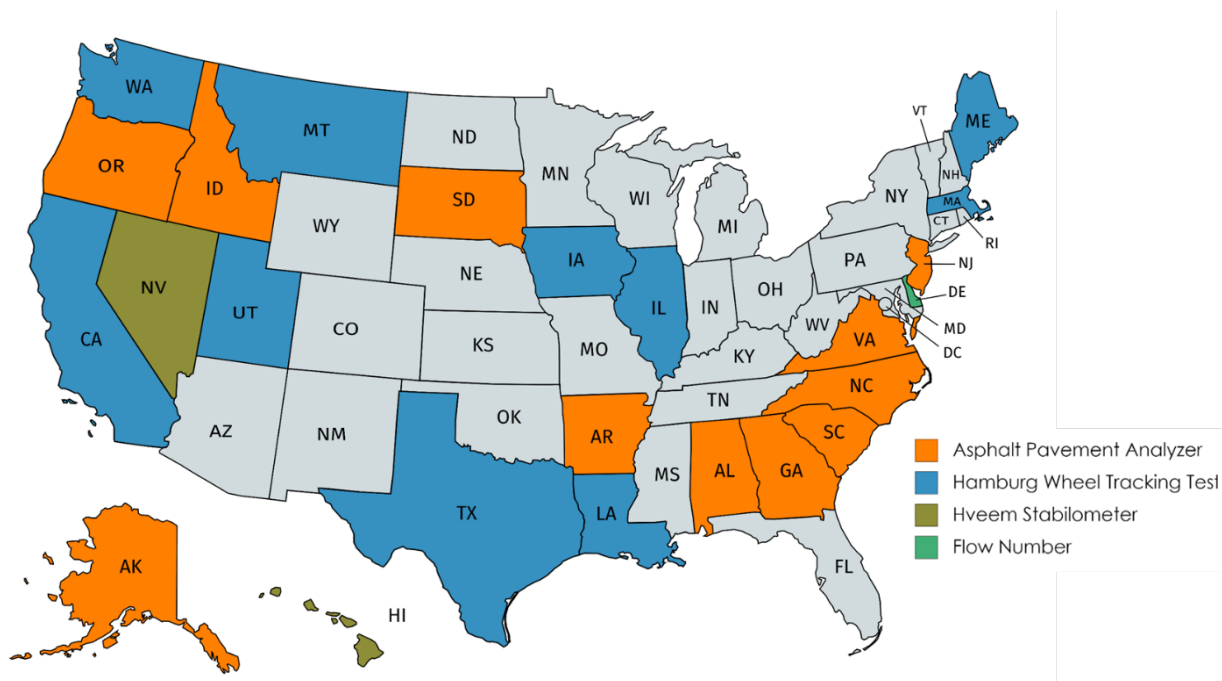 WA
MT
ND
MN
VT
ME
OR
ID
SD
WI
MI
NY
NH
MA
CT
RI
WY
NE
IA
PA
NJ
NV
UT
CO
IL
IN
OH
DE
CA
KS
MO
WV
VA
MD
KY
DC
NC
TN
AZ
NM
OK
AR
SC
MS
AL
GA
TX
LA
FL
AK
HI
Asphalt Pavement Analyzer
Hamburg Wheel Tracking Test
Hveem Stabilometer
Flow Number